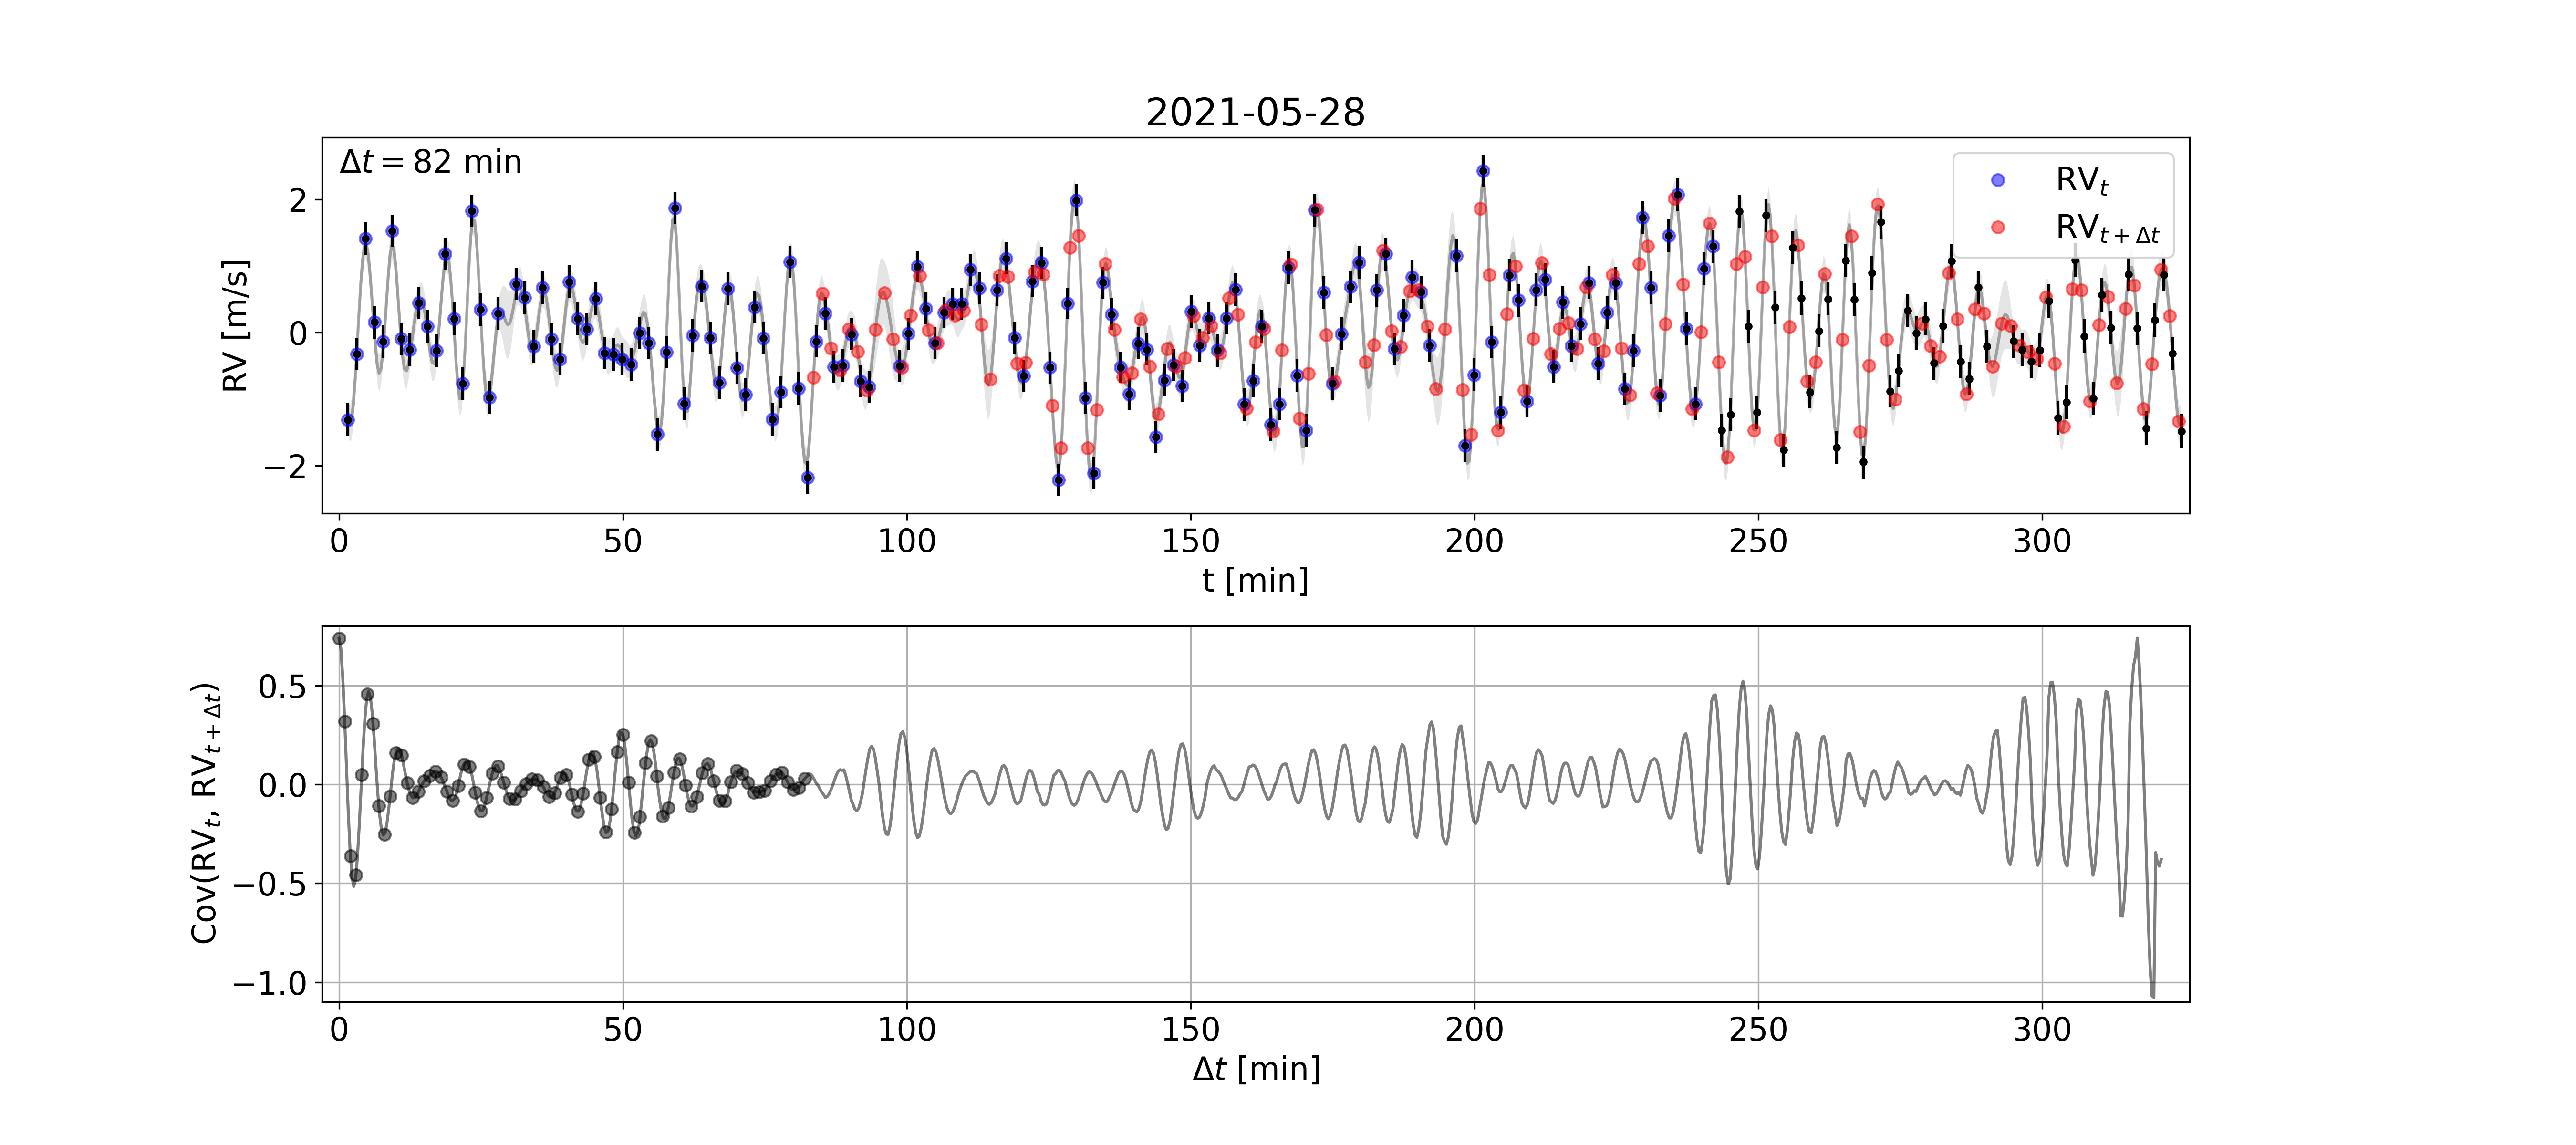 2021-05-28
Δt = 82 min
RV_t
RV_{t+Δt}
RV [m/s]
2
0
−2
0 50 100 150 200 250 300
t [min]
Cov(RV_t, RV_{t+Δt})
0.5
0.0
−0.5
−1.0
0 50 100 150 200 250 300
Δt [min]